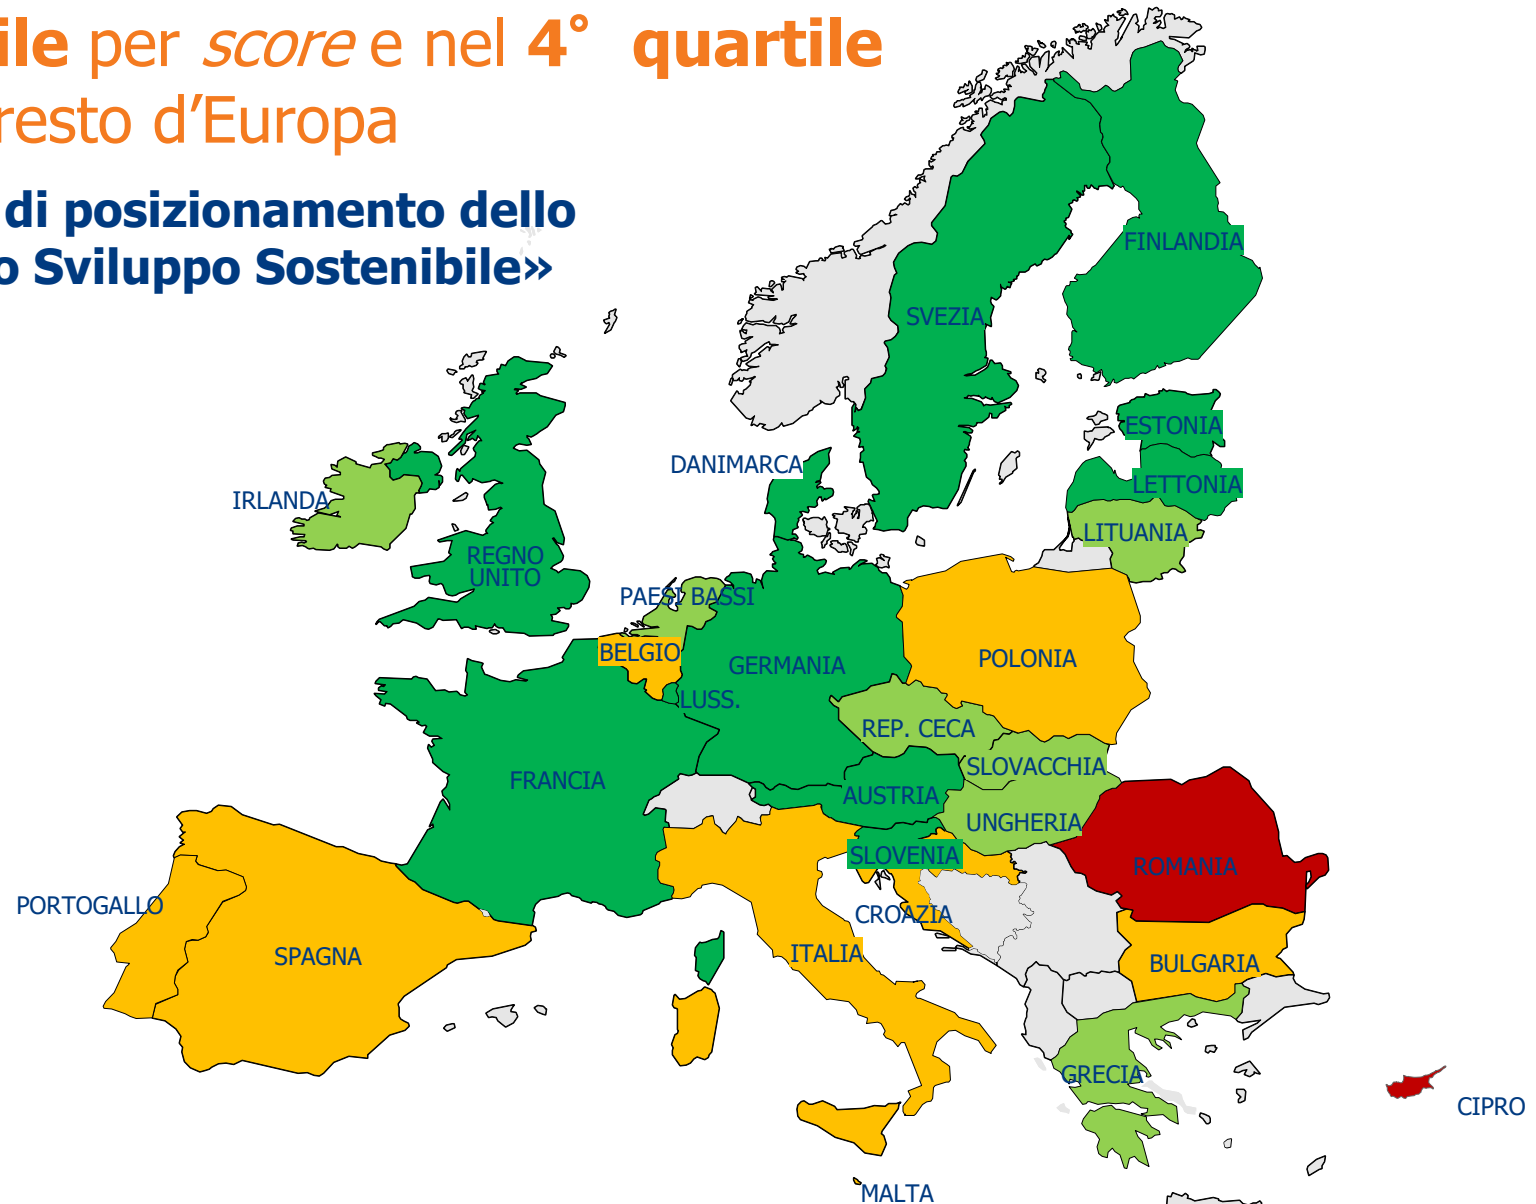 ile per score e nel 4° quartile
resto d'Europa
di posizionamento dello
o Sviluppo Sostenibile»
FINLANDIA
SVEZIA
ESTONIA
DANIMARCA
LETTONIA
IRLANDA
LITUANIA
REGNO
UNITO
PAESI BASSI
BELGIO
POLONIA
GERMANIA
LUSS.
REP. CECA
SLOVACCHIA
FRANCIA
AUSTRIA
UNGHERIA
SLOVENIA
ROMANIA
PORTOGALLO
CROAZIA
SPAGNA
ITALIA
BULGARIA
GRECIA
CIPRO
MALTA